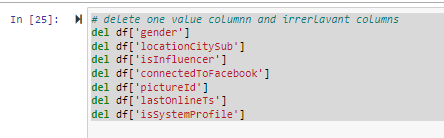 In [25]:
# delete one value columnn and irrerlavant columns
del df['gender']
del df['locationCitySub']
del df['isInfluencer']
del df['connectedToFacebook']
del df['pictureId']
del df['lastOnlineTs']
del df['isSystemProfile']